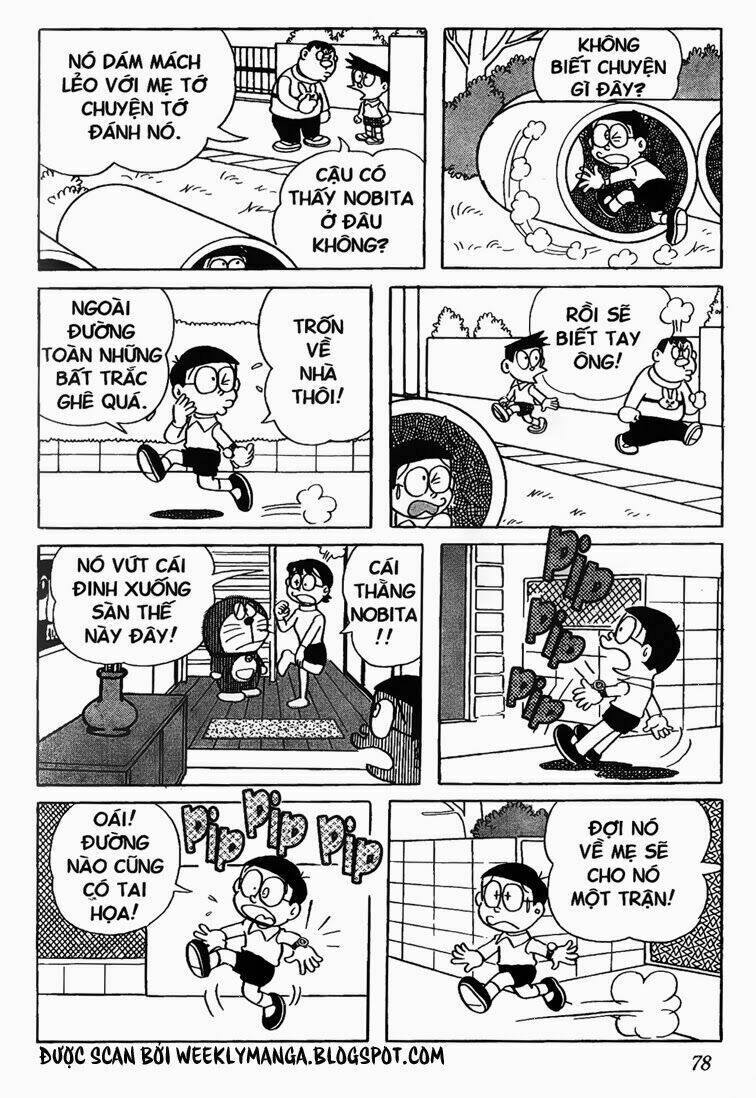 KHÔNG
BIẾT CHUYỆN
GÌ ĐÂY?
CẬU CÓ
THẤY NOBITA
Ở ĐÂU
KHÔNG?
NÓ DÁM MÁCH
LẺO VỚI MẸ TỚ
CHUYỆN TỚ
ĐÁNH NÓ.
RỒI SẼ
BIẾT TAY
ÔNG!
TRỐN
VỀ
NHÀ
THÔI!
NGOÀI
ĐƯỜNG
TOÀN NHỮNG
BẤT TRẮC
GHÊ QUÁ.
PiP
PiP
PiP
PiP
PiP
CÁI
THẰNG
NOBITA
!!
NÓ VỨT CÁI
ĐINH XUỐNG
SÀN THẾ
NÀY ĐÂY!
ĐỢI NÓ
VỀ MẸ SẼ
CHO NÓ
MỘT TRẬN!
PiP
PiP
PiP
OÁI!
ĐƯỜNG
NÀO CŨNG
CÓ TAI
HỌA!
ĐƯỢC SCAN BỞI WEEKLYMANGA.BLOGSPOT.COM
78